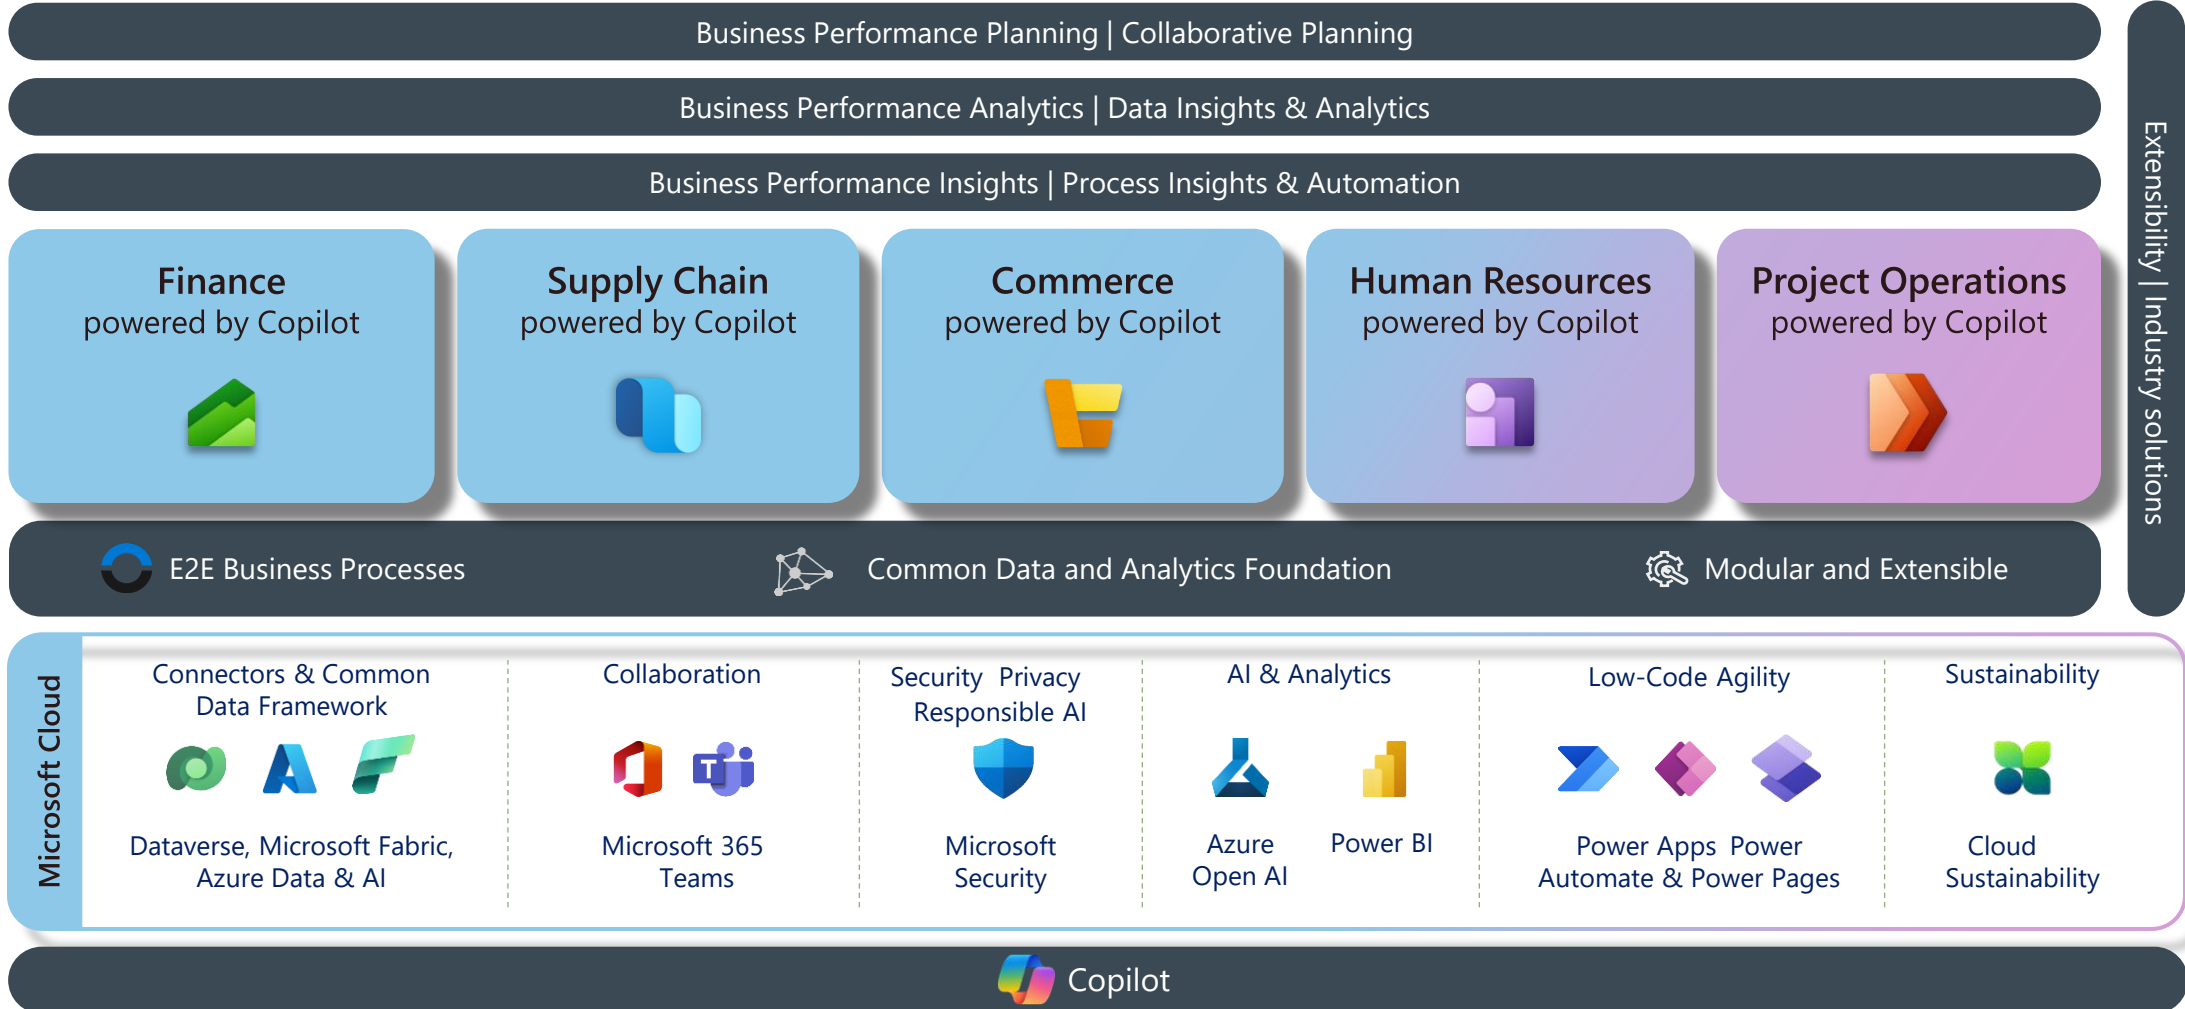 Business Performance Planning | Collaborative Planning
Business Performance Analytics | Data Insights & Analytics
Business Performance Insights | Process Insights & Automation
Extensibility | Industry solutions
Finance
powered by Copilot
Supply Chain
powered by Copilot
Commerce
powered by Copilot
Human Resources
powered by Copilot
Project Operations
powered by Copilot
E2E Business Processes
Common Data and Analytics Foundation
Modular and Extensible
Microsoft Cloud
Connectors & Common
Data Framework
Dataverse, Microsoft Fabric,
Azure Data & AI
Collaboration
T
Microsoft 365
Teams
Security Privacy
Responsible AI
Microsoft
Security
AI & Analytics
Azure
Open AI
Power BI
Low-Code Agility
Power Apps Power
Automate & Power Pages
Sustainability
Cloud
Sustainability
Copilot